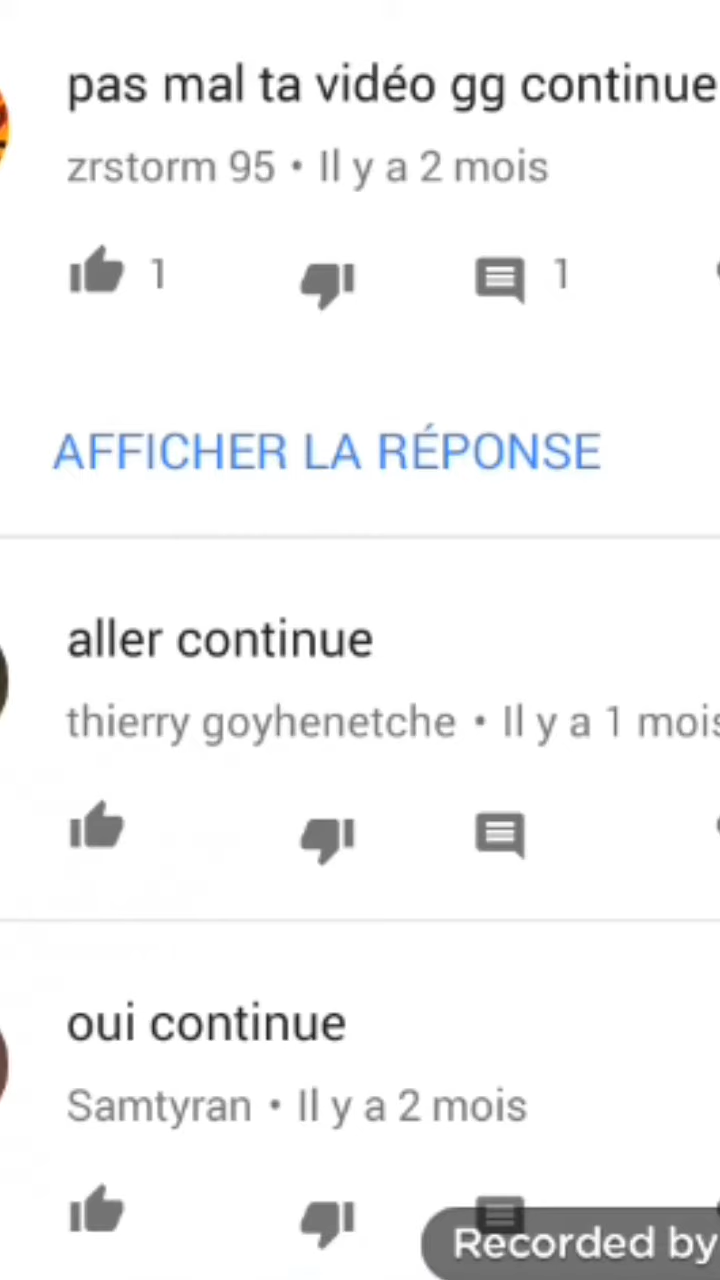 pas mal ta vidéo gg continue
zrstorm 95 • Il y a 2 mois
1 1
AFFICHER LA RÉPONSE
aller continue
thierry goyhenetche • Il y a 1 mois
oui continue
Samtyran • Il y a 2 mois
Recorded by